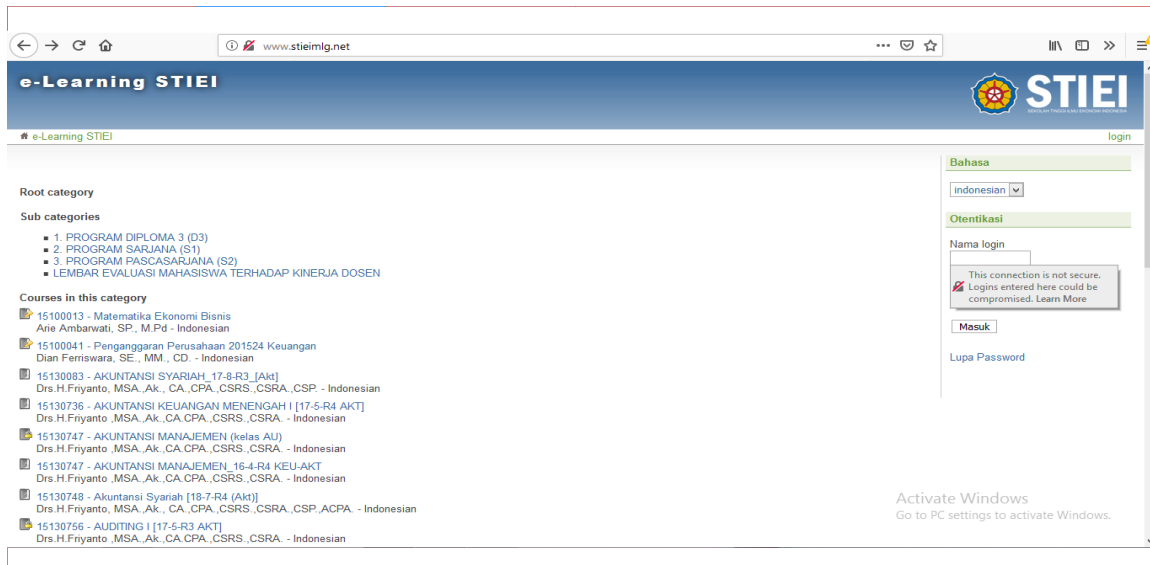 www.stieimlg.net
e-Learning STIEI
STIEI
SEKOLAH TINGGI ILMU EKONOMI INDONESIA
e-Learning STIEI
login
Root category
Sub categories
1. PROGRAM DIPLOMA 3 (D3)
2. PROGRAM SARJANA (S1)
3. PROGRAM PASCASARJANA (S2)
LEMBAR EVALUASI MAHASISWA TERHADAP KINERJA DOSEN
Courses in this category
15100013 - Matematika Ekonomi Bisnis
Arie Ambarwati, SP., M.Pd - Indonesian
15100041 - Penganggaran Perusahaan 201524 Keuangan
Dian Ferriswara, SE., MM., CD. - Indonesian
15130083 - AKUNTANSI SYARIAH_17-8-R3_[Akt]
Drs.H.Friyanto, MSA.,Ak., CA.,CPA.,CSRS.,CSRA.,CSP. - Indonesian
15130736 - AKUNTANSI KEUANGAN MENENGAH I [17-5-R4 AKT]
Drs.H.Friyanto ,MSA.,Ak.,CA.CPA.,CSRS.,CSRA. - Indonesian
15130747 - AKUNTANSI MANAJEMEN (kelas AU)
Drs.H.Friyanto ,MSA.,Ak.,CA.CPA.,CSRS.,CSRA. - Indonesian
15130747 - AKUNTANSI MANAJEMEN_16-4-R4 KEU-AKT
Drs.H.Friyanto ,MSA.,Ak.,CA.CPA.,CSRS.,CSRA. - Indonesian
15130748 - Akuntansi Syariah [18-7-R4 (Akt)]
Drs.H.Friyanto, MSA., Ak., CA.,CPA.,CSRS.,CSRA.,CSP.,ACPA. - Indonesian
15130756 - AUDITING I [17-5-R3 AKT]
Drs.H.Friyanto ,MSA.,Ak.,CA.CPA.,CSRS.,CSRA. - Indonesian
Bahasa
indonesian
Otentikasi
Nama login
This connection is not secure.
Logins entered here could be
compromised. Learn More
Masuk
Lupa Password
Activate Windows
Go to PC settings to activate Windows.